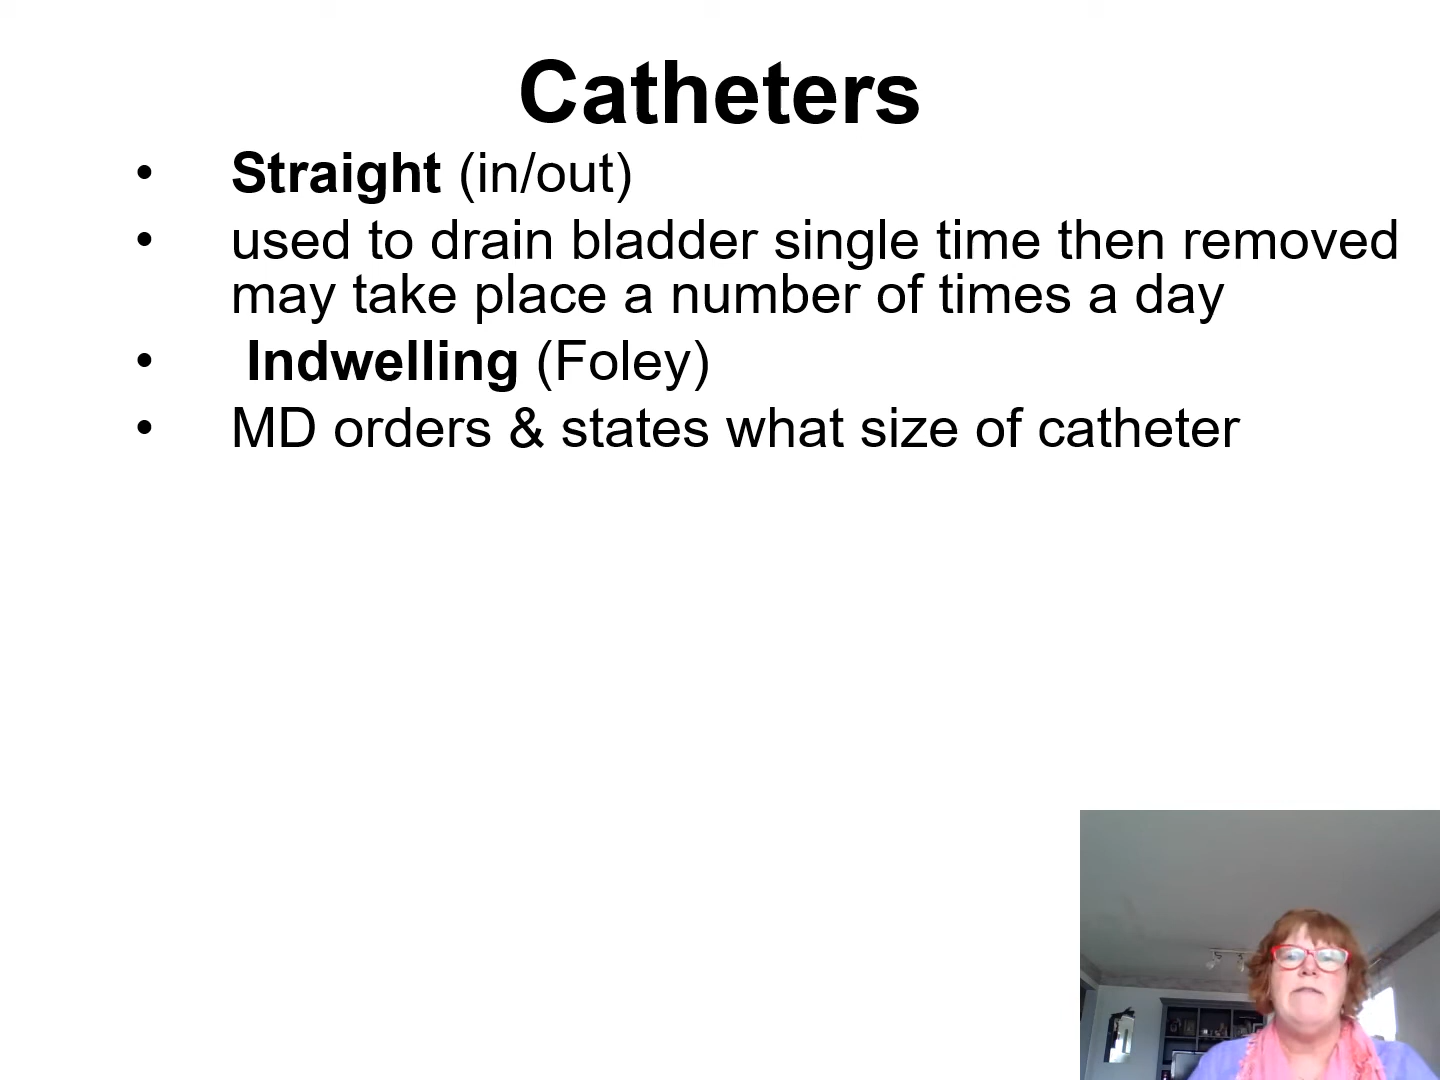 Catheters
• Straight (in/out)
• used to drain bladder single time then removed
may take place a number of times a day
• Indwelling (Foley)
• MD orders & states what size of catheter